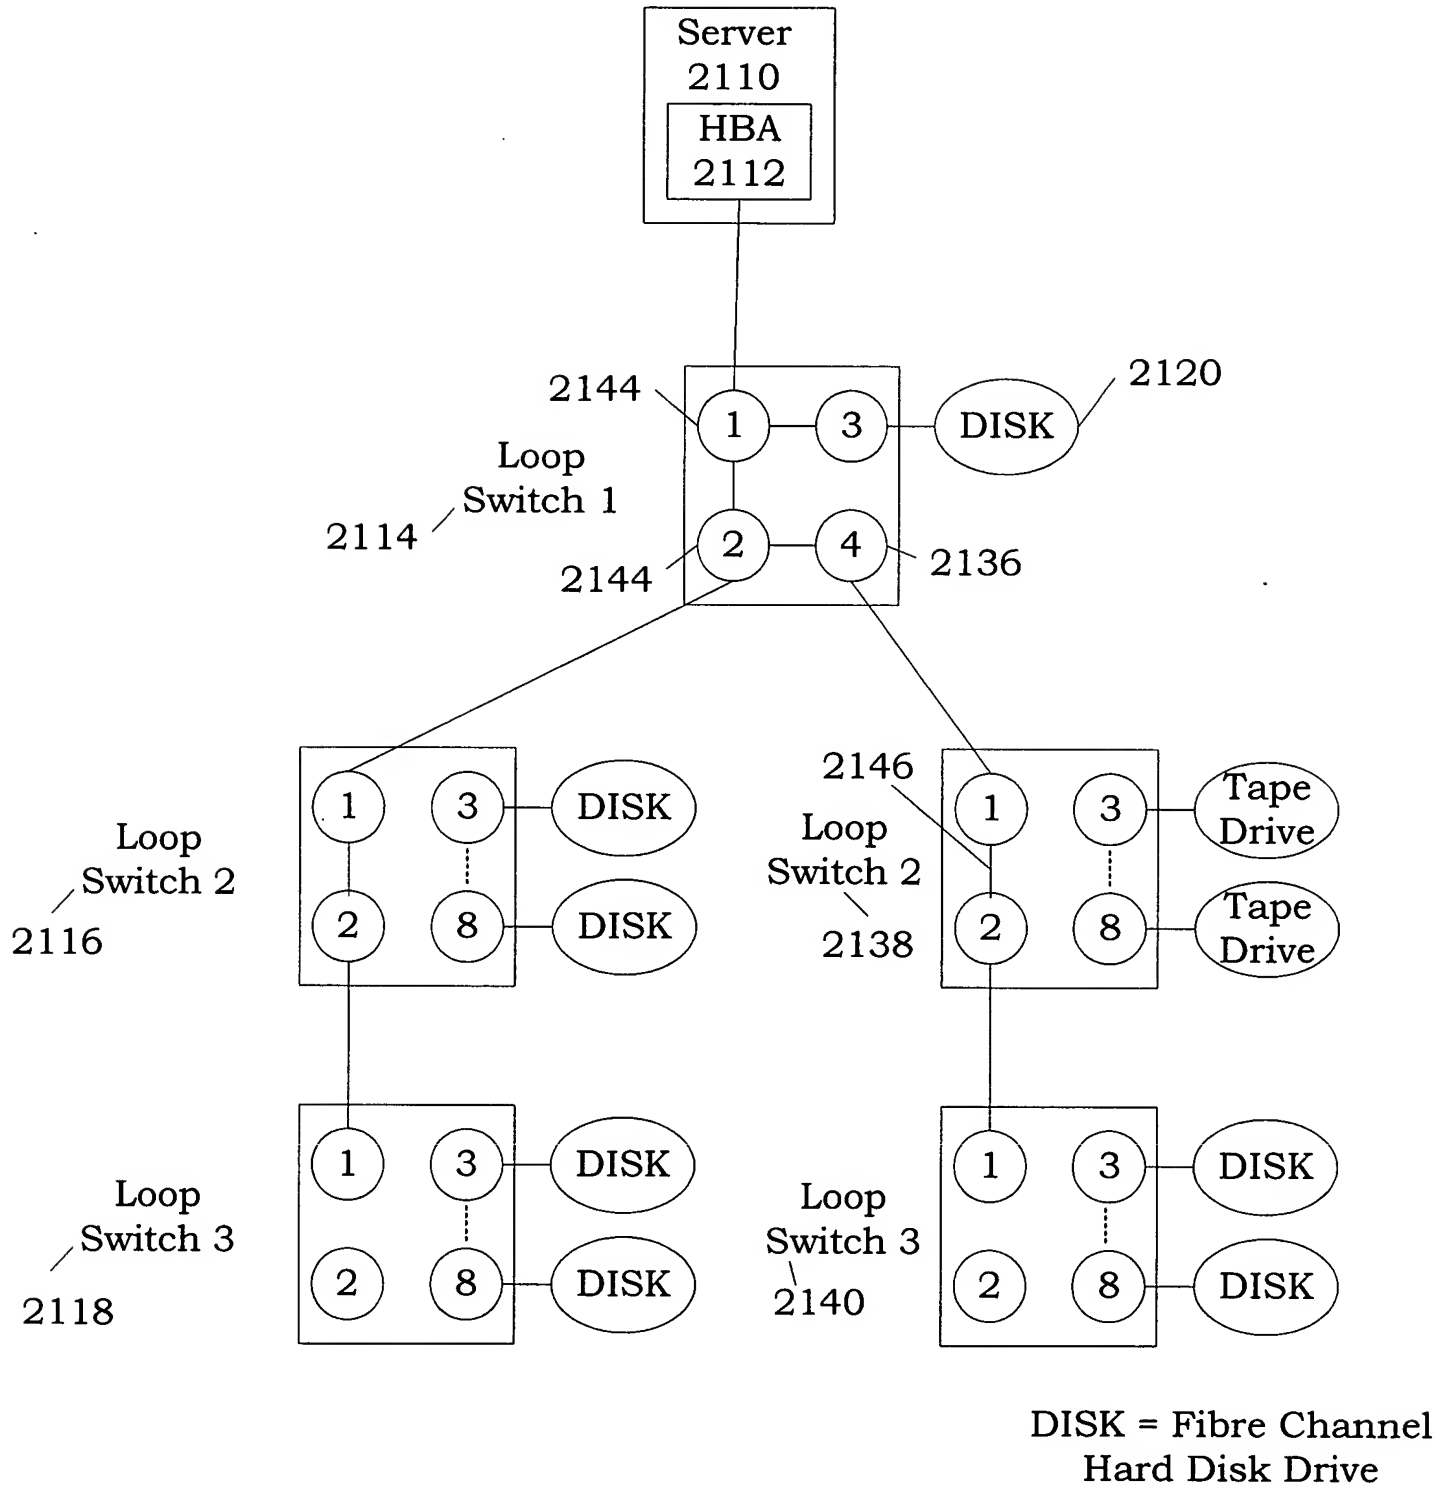 Server
2110
HBA
2112
2144
1
3
DISK
2120
Loop
Switch 1
2114
2144
2
4
2136
Loop
Switch 2
2116
1
3
DISK
2
8
DISK
2146
Loop
Switch 2
2138
1
3
Tape
Drive
2
8
Tape
Drive
Loop
Switch 3
2118
1
3
DISK
2
8
DISK
Loop
Switch 3
2140
1
3
DISK
2
8
DISK
DISK = Fibre Channel
Hard Disk Drive